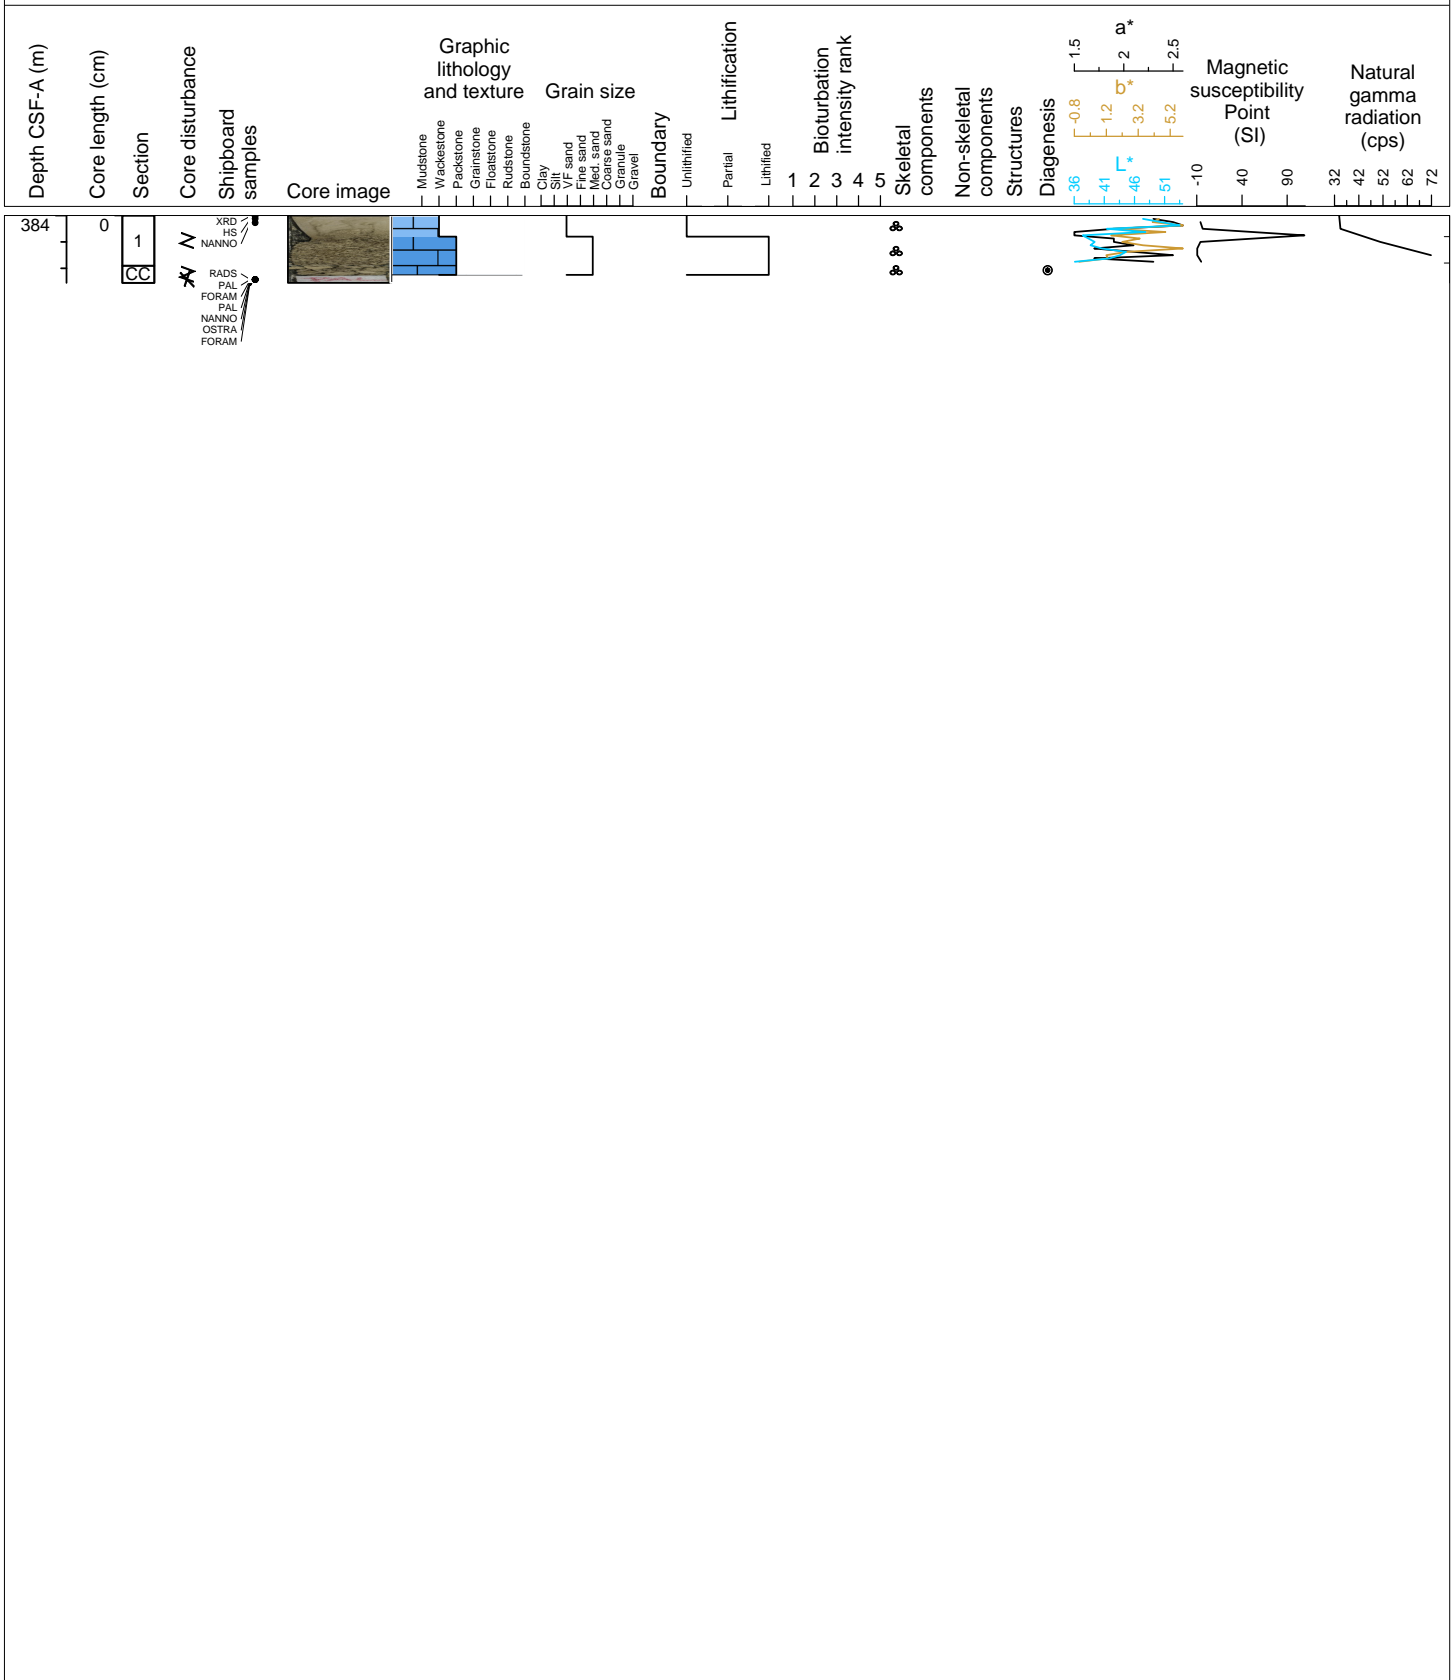 Depth CSF-A (m)
Core length (cm)
Section
Core disturbance
Shipboard
samples
Core image
Graphic
lithology
and texture
Mudstone
Wackestone
Packstone
Grainstone
Floatstone
Rudstone
Boundstone
Grain size
Clay
Silt
VF sand
Fine sand
Med. sand
Coarse sand
Granule
Gravel
Boundary
Lithification
Unlithified
Partial
Lithified
Bioturbation
intensity rank
1 2 3 4 5
Skeletal
components
Non-skeletal
components
Structures
Diagenesis
a*
1.5 2 2.5
b*
-0.8 1.2 3.2 5.2
L*
36 41 46 51
Magnetic
susceptibility
Point
(SI)
-10 40 90
Natural
gamma
radiation
(cps)
32 42 52 62 72
384
0
1
CC
XRD
HS
NANNO
RADS
PAL
FORAM
PAL
NANNO
OSTRA
FORAM